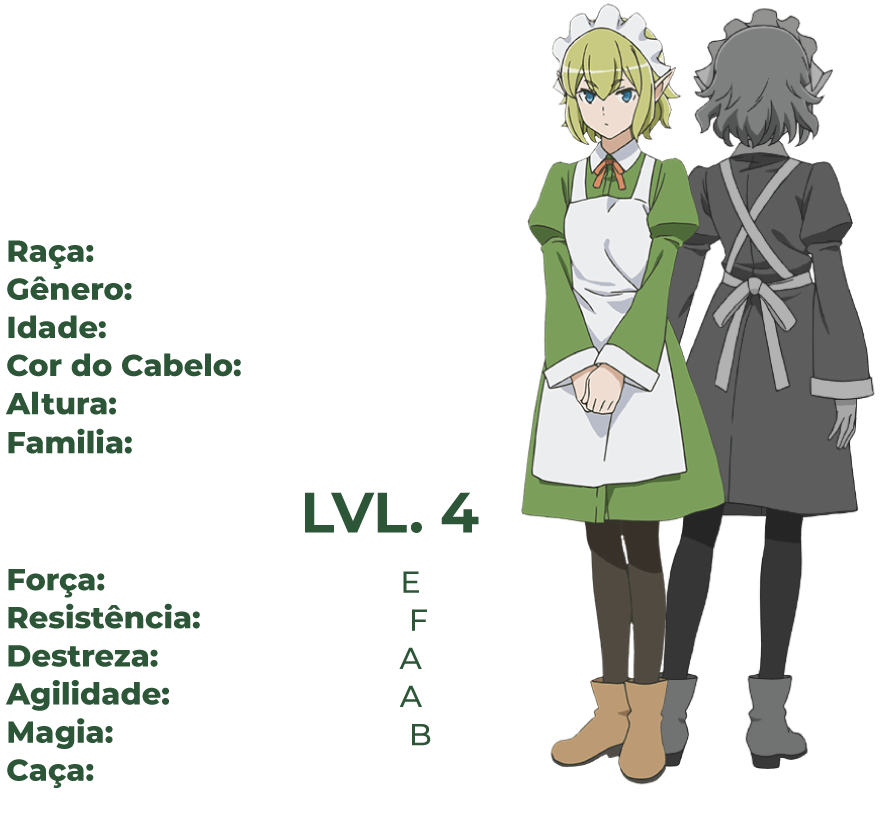 Raça:
Gênero:
Idade:
Cor do Cabelo:
Altura:
Familia:
LVL. 4
Força: E
Resistência: F
Destreza: A
Agilidade: A
Magia: B
Caça: